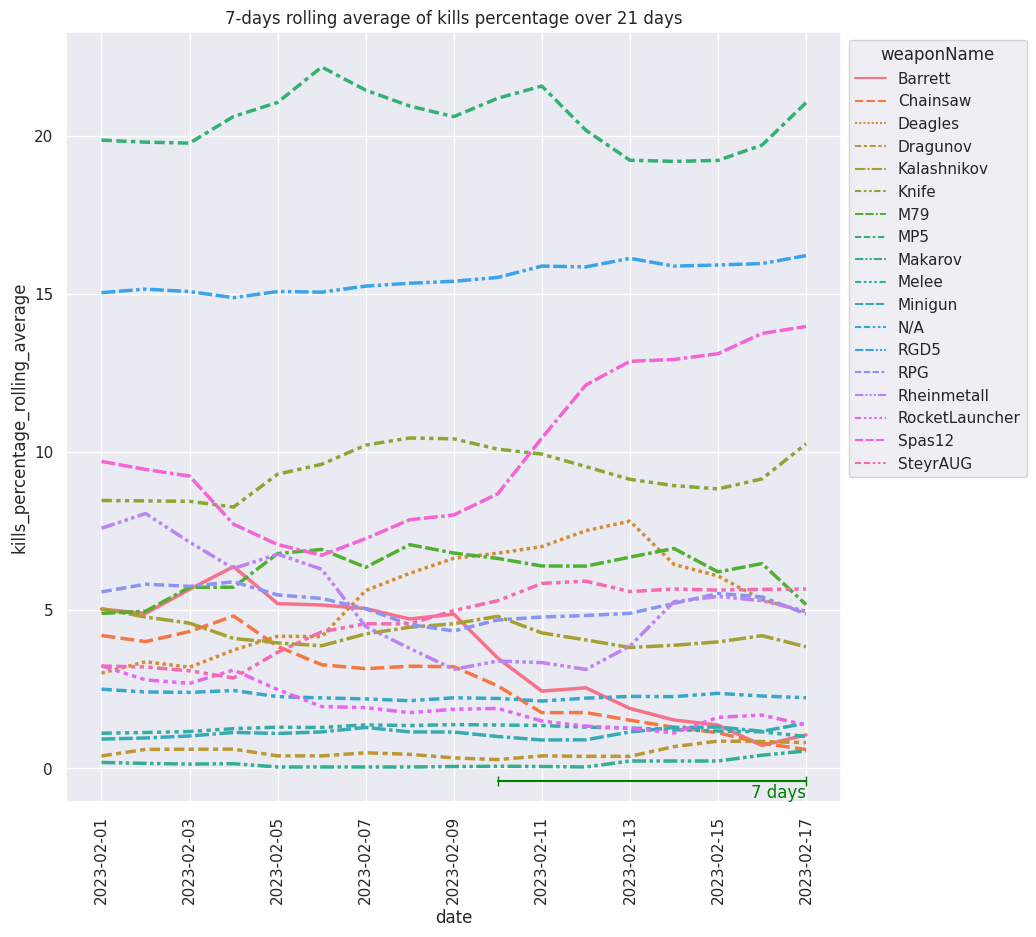 7-days rolling average of kills percentage over 21 days
kills_percentage_rolling_average
20
15
10
5
0
7 days
2023-02-01
2023-02-03
2023-02-05
2023-02-07
2023-02-09
2023-02-11
2023-02-13
2023-02-15
2023-02-17
date
weaponName
Barrett
Chainsaw
Deagles
Dragunov
Kalashnikov
Knife
M79
MP5
Makarov
Melee
Minigun
N/A
RGD5
RPG
Rheinmetall
RocketLauncher
Spas12
SteyrAUG